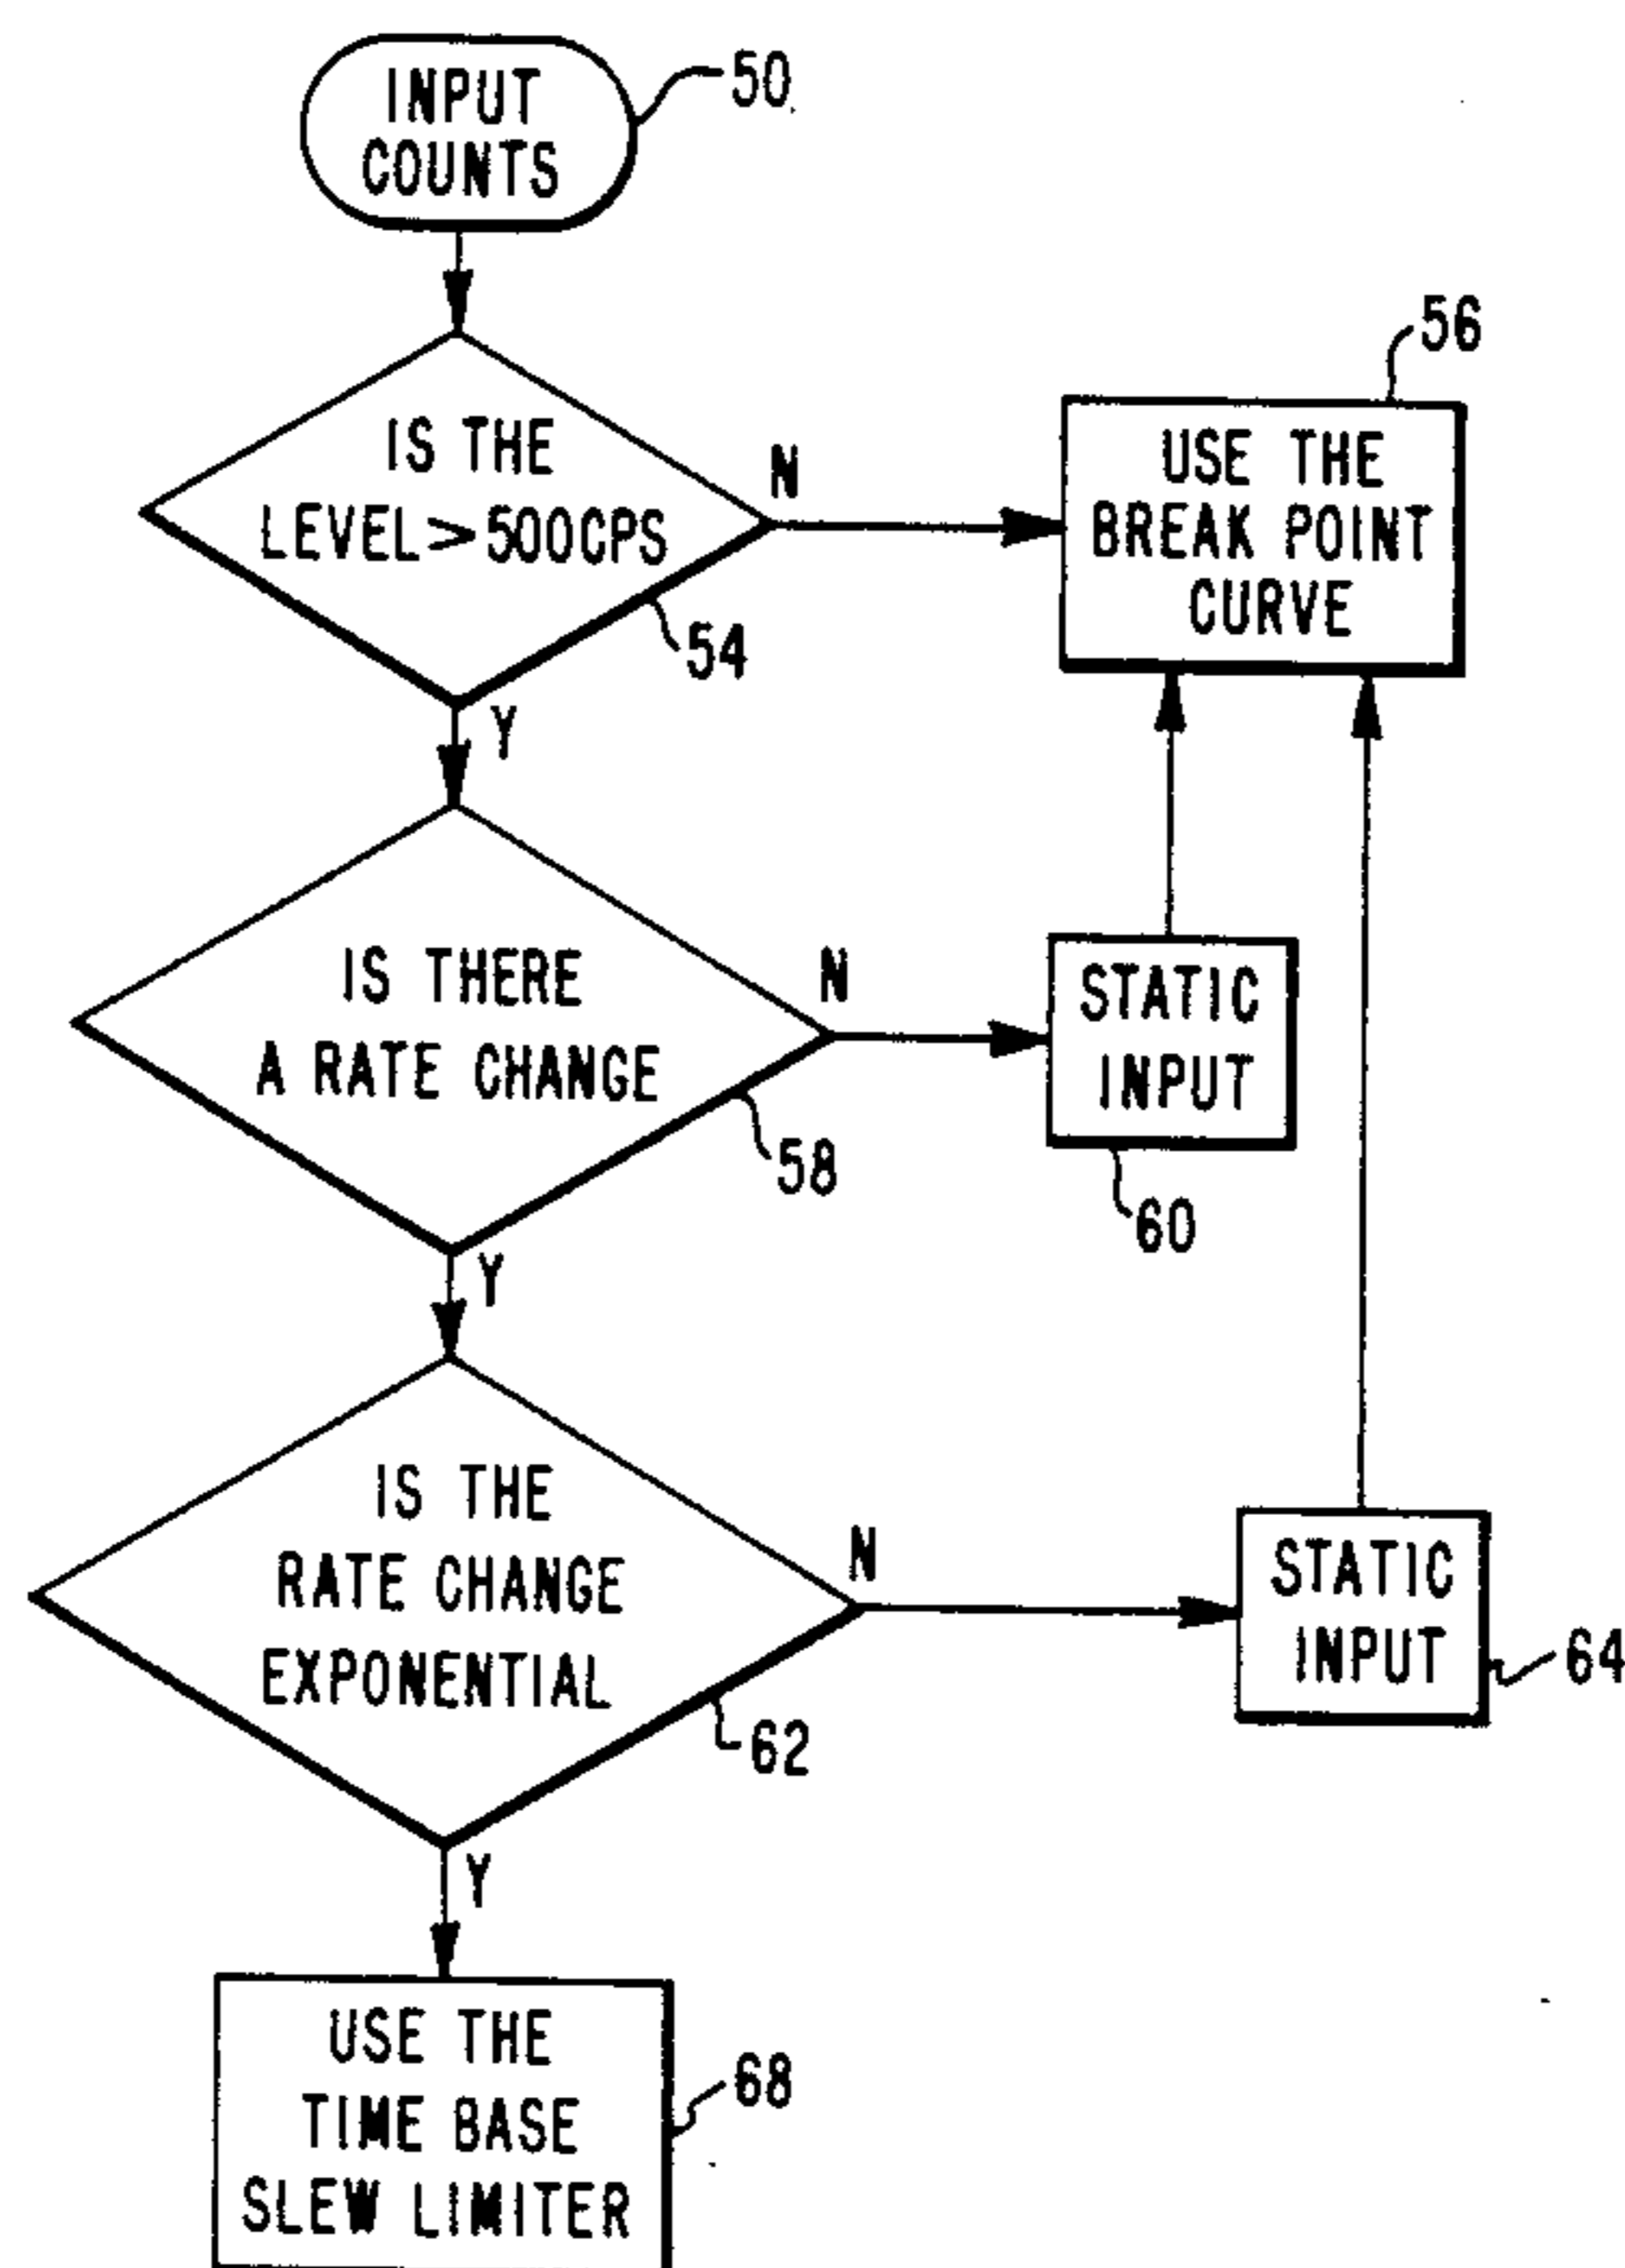 INPUT
COUNTS
50
IS THE
LEVEL>500CPS
N
54
Y
USE THE
BREAK POINT
CURVE
56
IS THERE
A RATE CHANGE
N
58
Y
STATIC
INPUT
60
IS THE
RATE CHANGE
EXPONENTIAL
N
62
Y
STATIC
INPUT
64
USE THE
TIME BASE
SLEW LIMITER
68